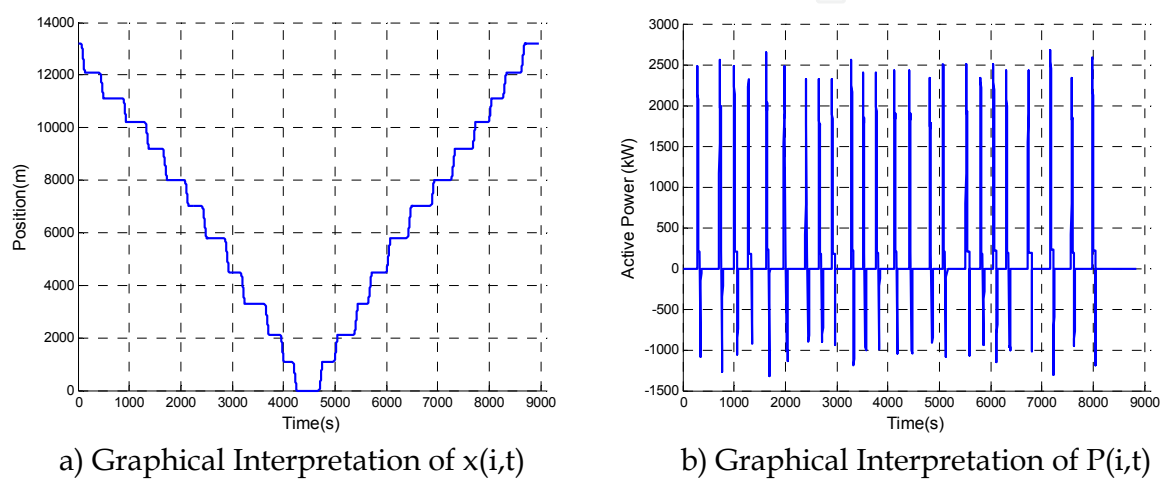 14000
12000
10000
8000
6000
4000
2000
0
Position(m)
0 1000 2000 3000 4000 5000 6000 7000 8000 9000
Time(s)
a) Graphical Interpretation of x(i,t)
3000
2500
2000
1500
1000
500
0
-500
-1000
-1500
Active Power (kW)
0 1000 2000 3000 4000 5000 6000 7000 8000 9000
Time(s)
b) Graphical Interpretation of P(i,t)